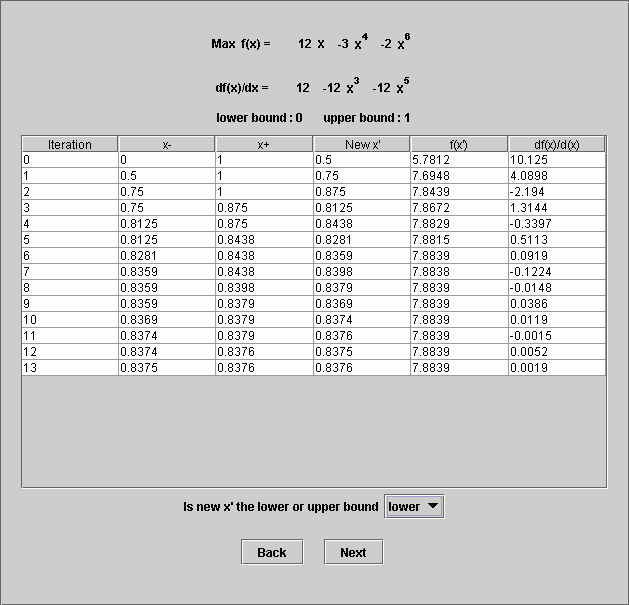 Max f(x) = 12 x -3 x^4 -2 x^6
df(x)/dx = 12 -12 x^3 -12 x^5
lower bound : 0 upper bound : 1
Iteration x- x+ New x' f(x') df(x)/d(x)
0 0 1 0.5 5.7812 10.125
1 0.5 1 0.75 7.6948 4.0898
2 0.75 1 0.875 7.8439 -2.194
3 0.75 0.875 0.8125 7.8672 1.3144
4 0.8125 0.875 0.8438 7.8829 -0.3397
5 0.8125 0.8438 0.8281 7.8815 0.5113
6 0.8281 0.8438 0.8359 7.8839 0.0919
7 0.8359 0.8438 0.8398 7.8838 -0.1224
8 0.8359 0.8398 0.8379 7.8839 -0.0148
9 0.8359 0.8379 0.8369 7.8839 0.0386
10 0.8369 0.8379 0.8374 7.8839 0.0119
11 0.8374 0.8379 0.8376 7.8839 -0.0015
12 0.8374 0.8376 0.8375 7.8839 0.0052
13 0.8375 0.8376 0.8376 7.8839 0.0019
Is new x' the lower or upper bound lower
Back Next